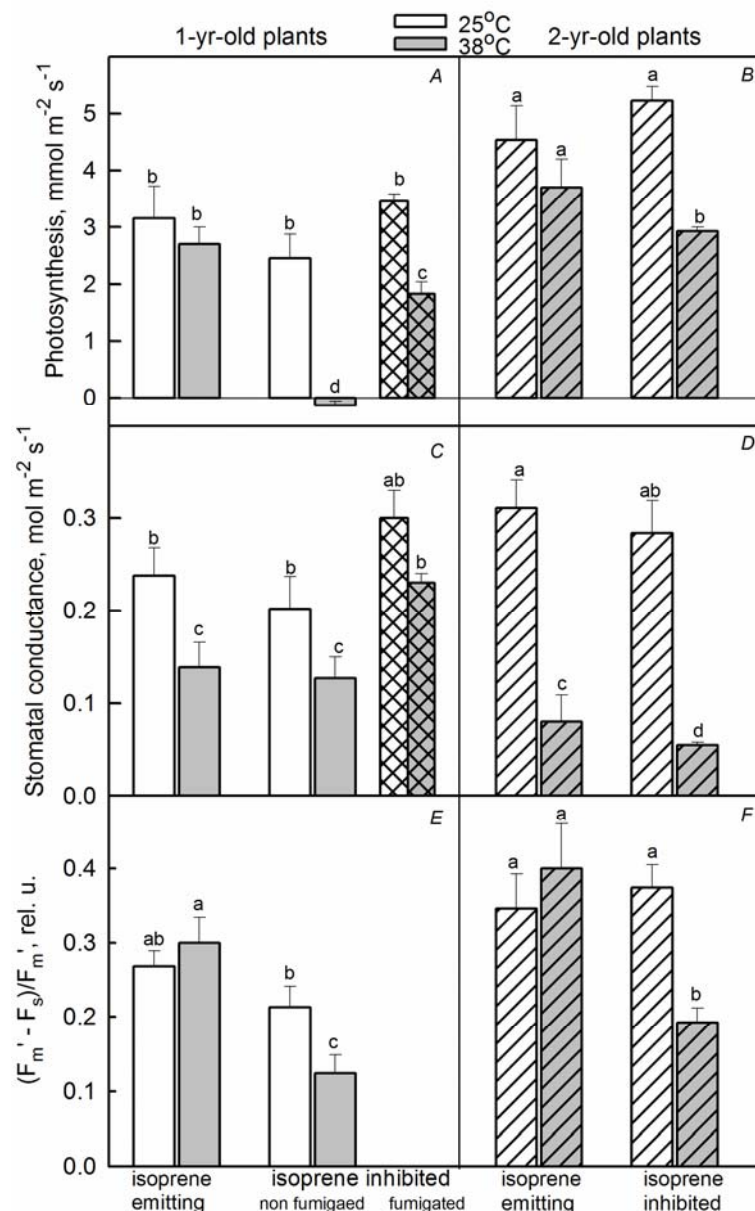 25°C
1-yr-old plants 38°C 2-yr-old plants
A B
Photosynthesis, mmol m-2 s-1
5
4
3
2
1
0
b b b d b c
a a a b
C D
Stomatal conductance, mol m-2 s-1
0.3
0.2
0.1
0.0
b c b c ab b
a c ab d
E F
(Fm' - Fs)/Fm', rel. u.
0.4
0.3
0.2
0.1
0.0
ab a b c
a a a b
isoprene emitting
isoprene inhibited
non fumigaed fumigated
isoprene emitting
isoprene inhibited